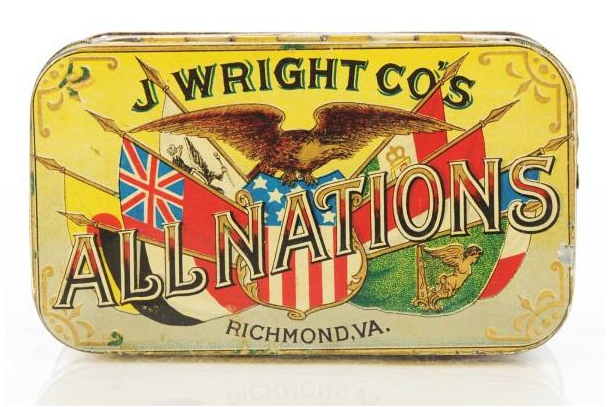 J WRIGHT CO'S
ALL NATIONS
RICHMOND, VA.